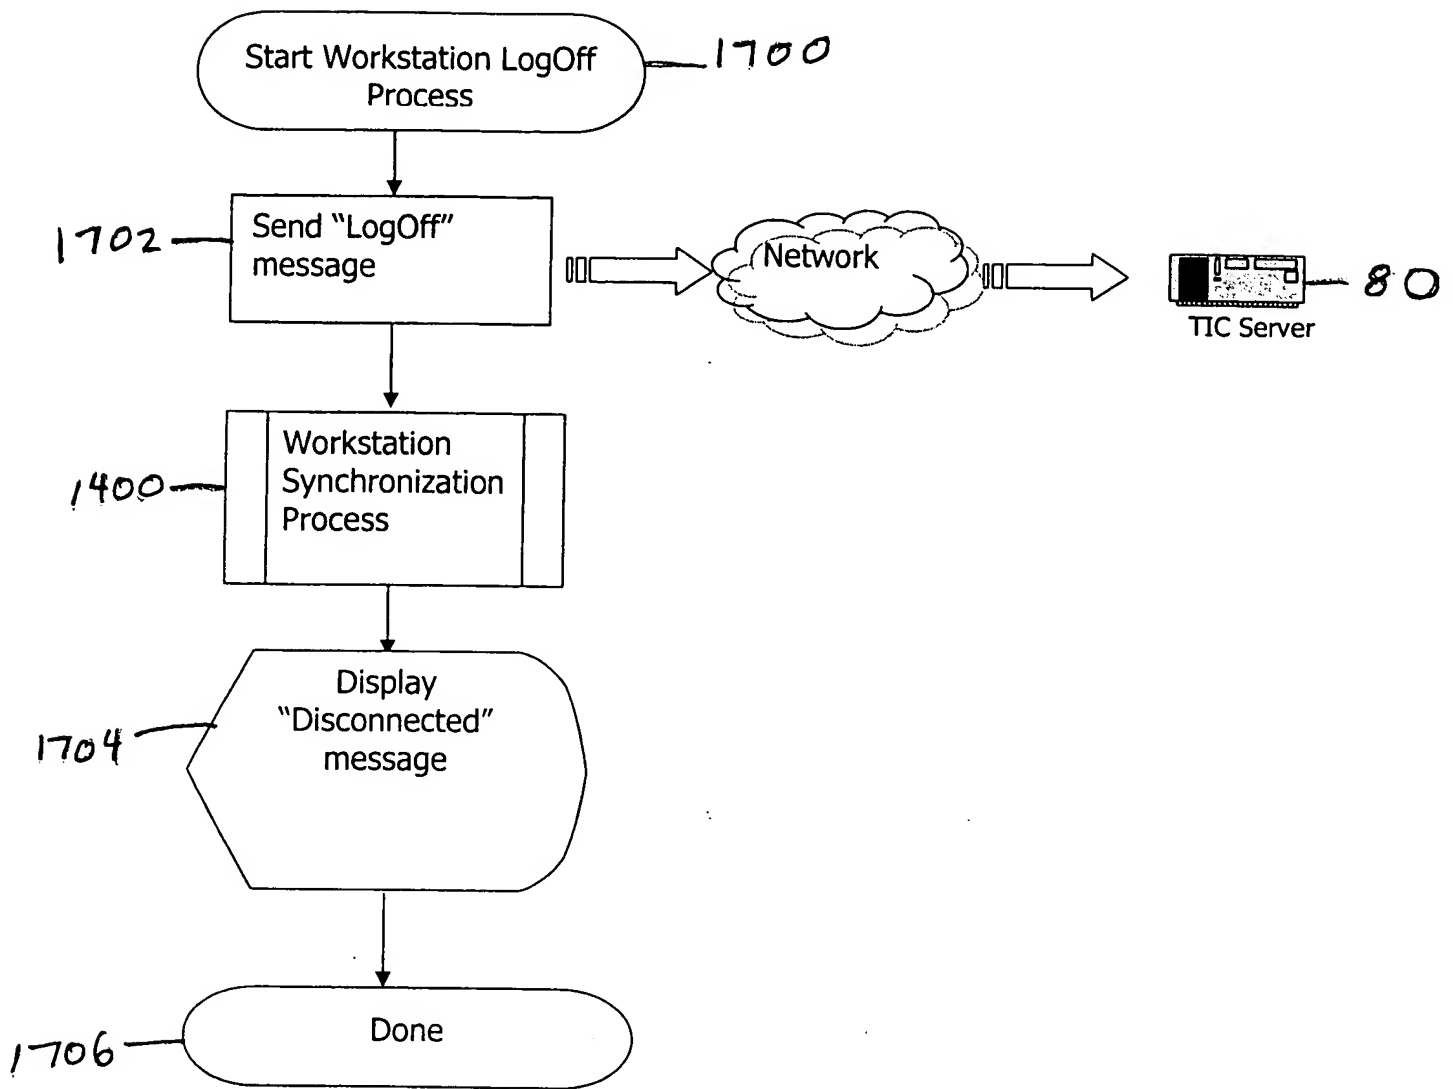 Start Workstation LogOff
Process
1700
1702
Send “LogOff”
message
Network
80
TIC Server
1400
Workstation
Synchronization
Process
1704
Display
“Disconnected”
message
1706
Done